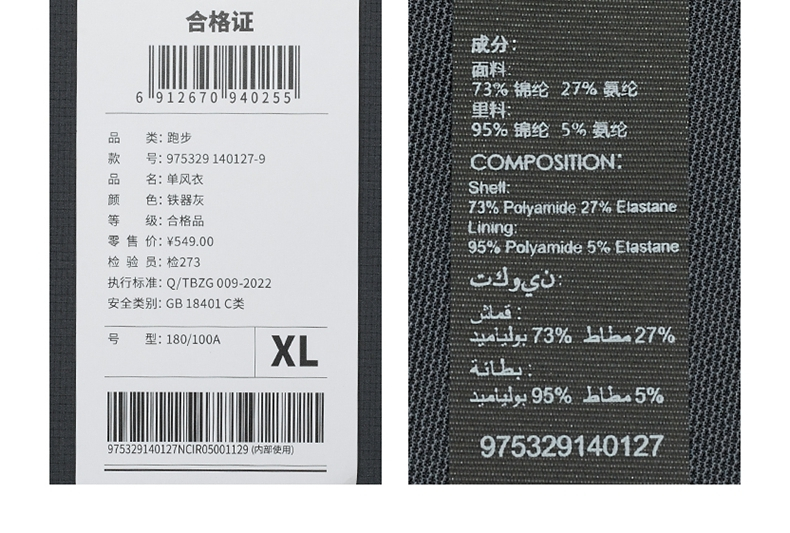 合格证
6 912670 940255
品 类：跑步
款 号：975329 140127-9
品 名：单风衣
颜 色：铁器灰
等 级：合格品
零 售 价：¥549.00
检 验 员：检273
执行标准：Q/TBZG 009-2022
安全类别：GB 18401 C类
号 型：180/100A
XL
975329140127NCIR05001129 (内部使用)
成分：
面料:
73% 锦纶 27% 氨纶
里料:
95% 锦纶 5% 氨纶
COMPOSITION:
Shell:
73% Polyamide 27% Elastane
Lining:
95% Polyamide 5% Elastane
نيوكت:
قماش:
27% مطاط 73% بولياميد
بطانة:
5% مطاط 95% بولياميد
975329140127